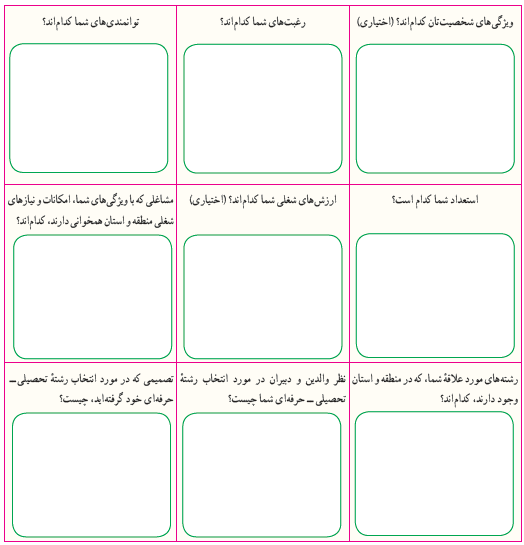 ویژگی‌های شخصیت‌تان کدام‌اند؟ (اختیاری)
رغبت‌های شما کدام‌اند؟
توانمندی‌های شما کدام‌اند؟
استعداد شما کدام است؟
ارزش‌های شغلی شما کدام‌اند؟ (اختیاری)
مشاغلی که با ویژگی‌های شما، امکانات و نیازهای
شغلی منطقه و استان همخوانی دارند، کدام‌اند؟
رشته‌های مورد علاقهٔ شما، که در منطقه و استان
وجود دارند، کدام‌اند؟
نظر والدین و دبیران در مورد انتخاب رشتهٔ
تحصیلی ـ حرفه‌ای شما چیست؟
تصمیمی که در مورد انتخاب رشتهٔ تحصیلی ـ
حرفه‌ای خود گرفته‌اید، چیست؟